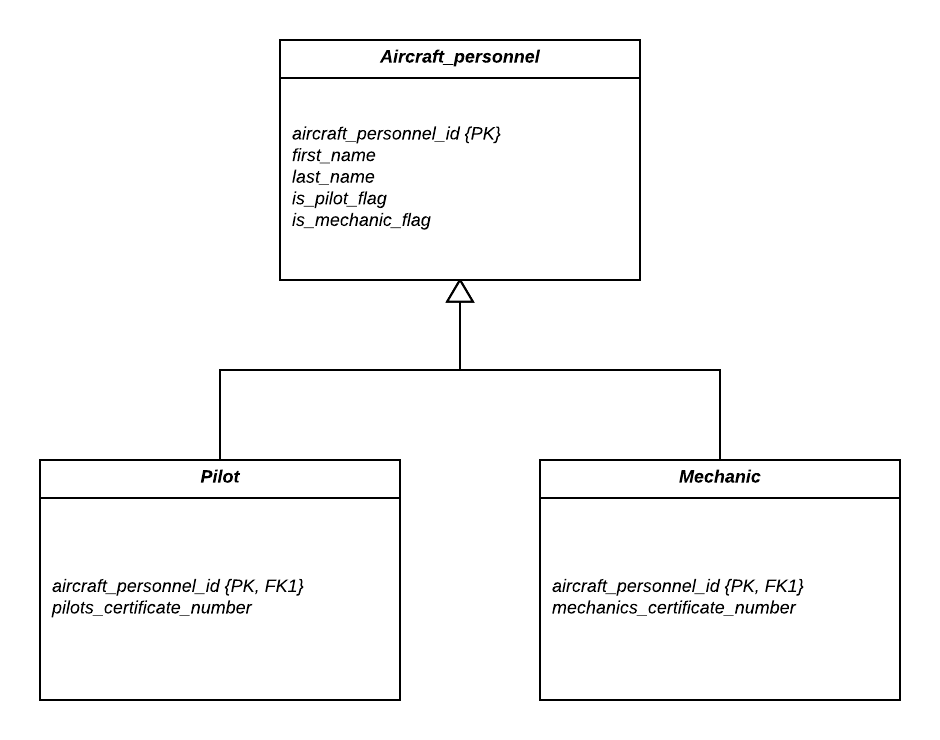 Aircraft_personnel
aircraft_personnel_id {PK}
first_name
last_name
is_pilot_flag
is_mechanic_flag
Pilot
aircraft_personnel_id {PK, FK1}
pilots_certificate_number
Mechanic
aircraft_personnel_id {PK, FK1}
mechanics_certificate_number